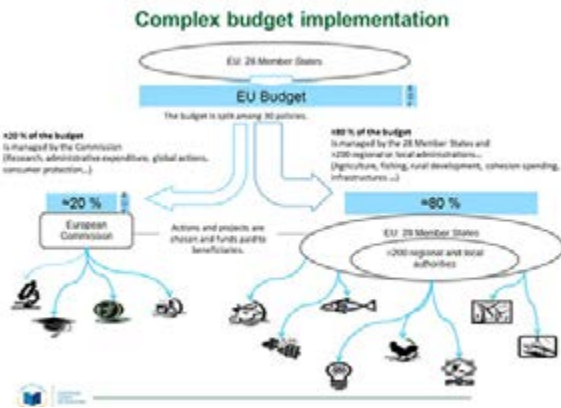 Complex budget implementation
EU 28 Member States
EU Budget
The budget is split among 30 policies.
≈20 % of the budget
is managed by the Commission
(Research, administrative expenditure, global actions,
consumer protection…)
≈80 % of the budget
is managed by the 28 Member States and
>200 regional or local administrations…
(Agriculture, fishing, rural development, cohesion spending,
infrastructures …)
≈20 %
≈80 %
European
Commission
Actions and projects are
chosen and funds paid to
beneficiaries.
EU 28 Member States
>200 regional and local
authorities